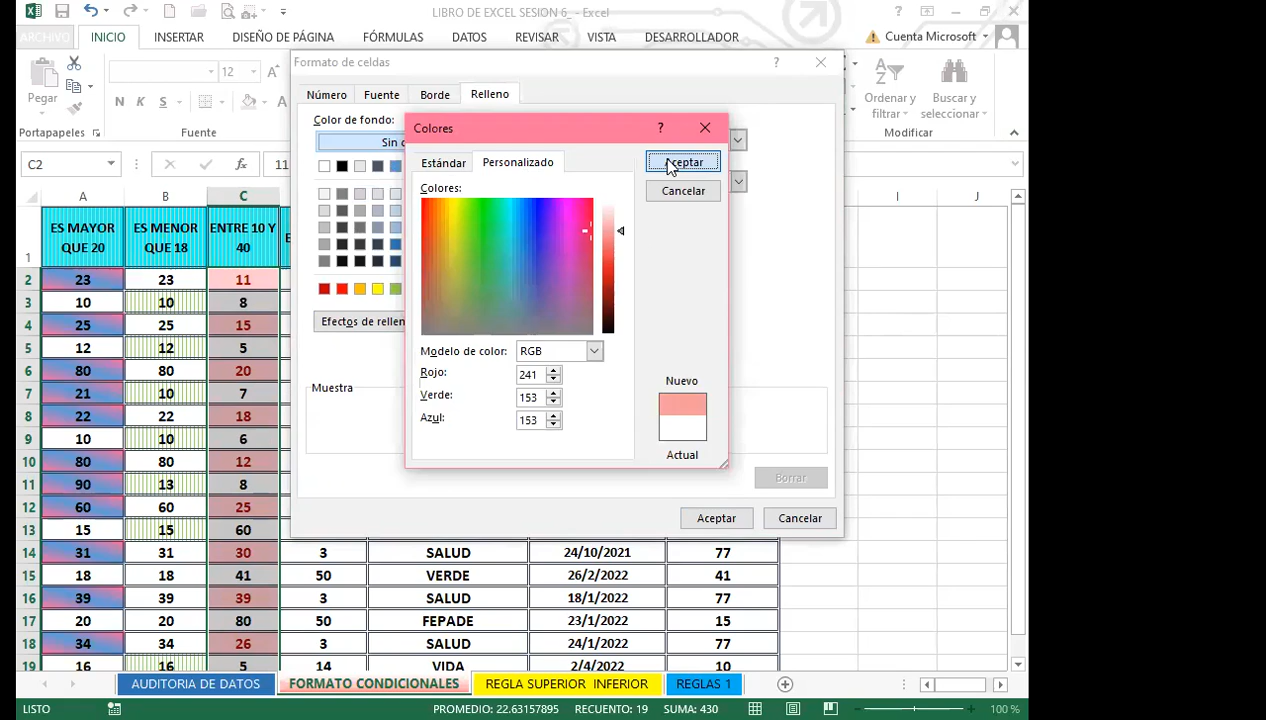 LIBRO DE EXCEL SESION 6_ - Excel
ARCHIVO INICIO INSERTAR DISEÑO DE PÁGINA FÓRMULAS DATOS REVISAR VISTA DESARROLLADOR Cuenta Microsoft
Pegar
Portapapeles
12
N K S
Fuente
Ordenar y filtrar
Buscar y seleccionar
Modificar
C2 11
Formato de celdas
Número Fuente Borde Relleno
Color de fondo:
Efectos de rellen
Muestra
Borrar
Aceptar Cancelar
Colores
Estándar Personalizado
Aceptar
Cancelar
Colores:
Modelo de color: RGB
Rojo: 241
Verde: 153
Azul: 153
Nuevo
Actual
A B C I J
1 ES MAYOR QUE 20 ES MENOR QUE 18 ENTRE 10 Y 40
2 23 23 11
3 10 10 8
4 25 25 15
5 12 12 5
6 80 80 20
7 21 10 7
8 22 22 18
9 10 10 6
10 80 80 12
11 90 13 8
12 60 60 25
13 15 15 60
14 31 31 30 3 SALUD 24/10/2021 77
15 18 18 41 50 VERDE 26/2/2022 41
16 39 39 39 3 SALUD 18/1/2022 77
17 20 20 80 50 FEPADE 23/1/2022 15
18 34 34 26 3 SALUD 24/1/2022 77
19 16 16 5 14 VIDA 2/4/2022 10
AUDITORIA DE DATOS FORMATO CONDICIONALES REGLA SUPERIOR INFERIOR REGLAS 1
LISTO PROMEDIO: 22.63157895 RECUENTO: 19 SUMA: 430 100 %